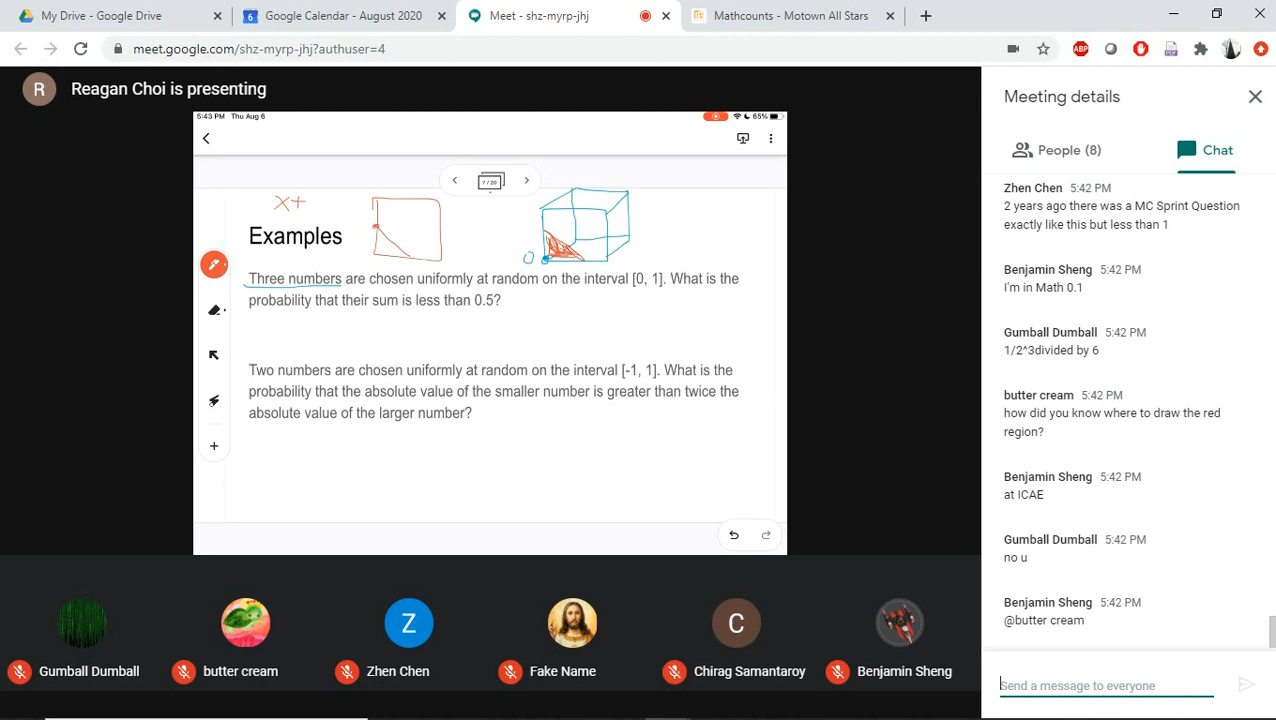 My Drive - Google Drive
Google Calendar - August 2020
Meet - shz-myrp-jhj
Mathcounts - Motown All Stars
meet.google.com/shz-myrp-jhj?authuser=4
ABP
R
Reagan Choi is presenting
5:43 PM Thu Aug 6
65%
7 / 20
x+
Examples
0
Three numbers are chosen uniformly at random on the interval [0, 1]. What is the
probability that their sum is less than 0.5?
Two numbers are chosen uniformly at random on the interval [-1, 1]. What is the
probability that the absolute value of the smaller number is greater than twice the
absolute value of the larger number?
Gumball Dumball
butter cream
Z
Zhen Chen
Fake Name
C
Chirag Samantaroy
Benjamin Sheng
Meeting details
People (8)
Chat
Zhen Chen 5:42 PM
2 years ago there was a MC Sprint Question
exactly like this but less than 1
Benjamin Sheng 5:42 PM
I'm in Math 0.1
Gumball Dumball 5:42 PM
1/2^3divided by 6
butter cream 5:42 PM
how did you know where to draw the red
region?
Benjamin Sheng 5:42 PM
at ICAE
Gumball Dumball 5:42 PM
no u
Benjamin Sheng 5:42 PM
@butter cream
Send a message to everyone